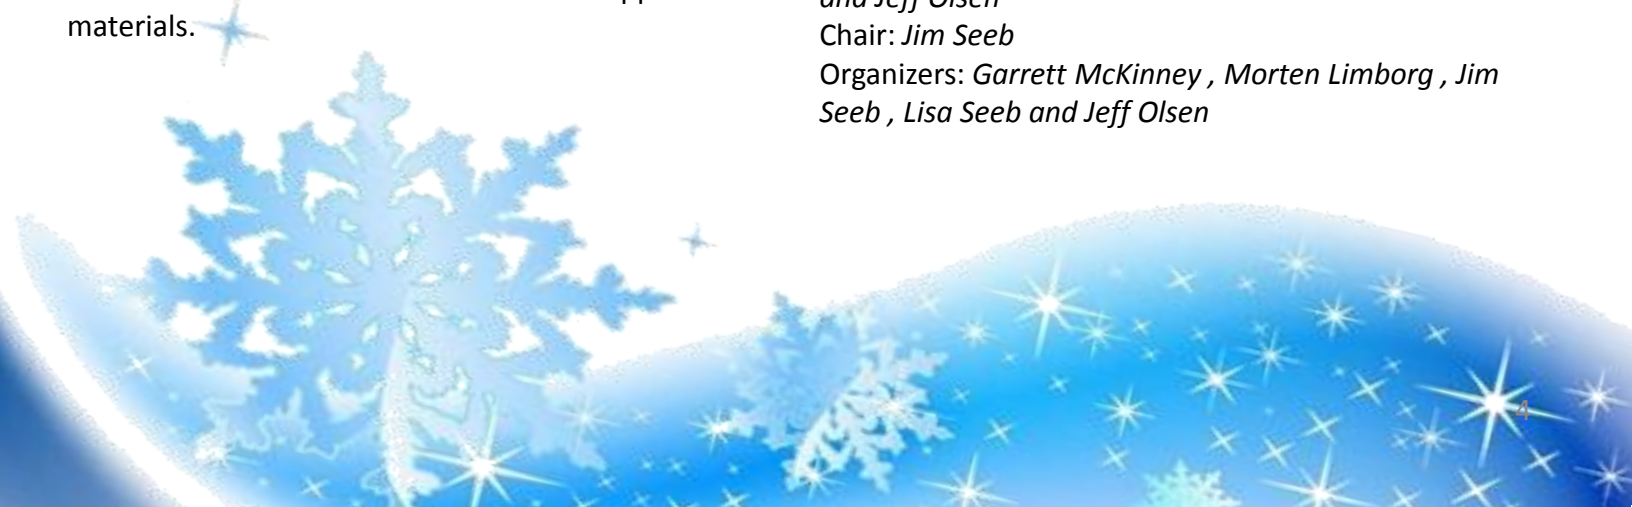 materials.
and Jeff Olsen
Chair: Jim Seeb
Organizers: Garrett McKinney , Morten Limborg , Jim
Seeb , Lisa Seeb and Jeff Olsen
4